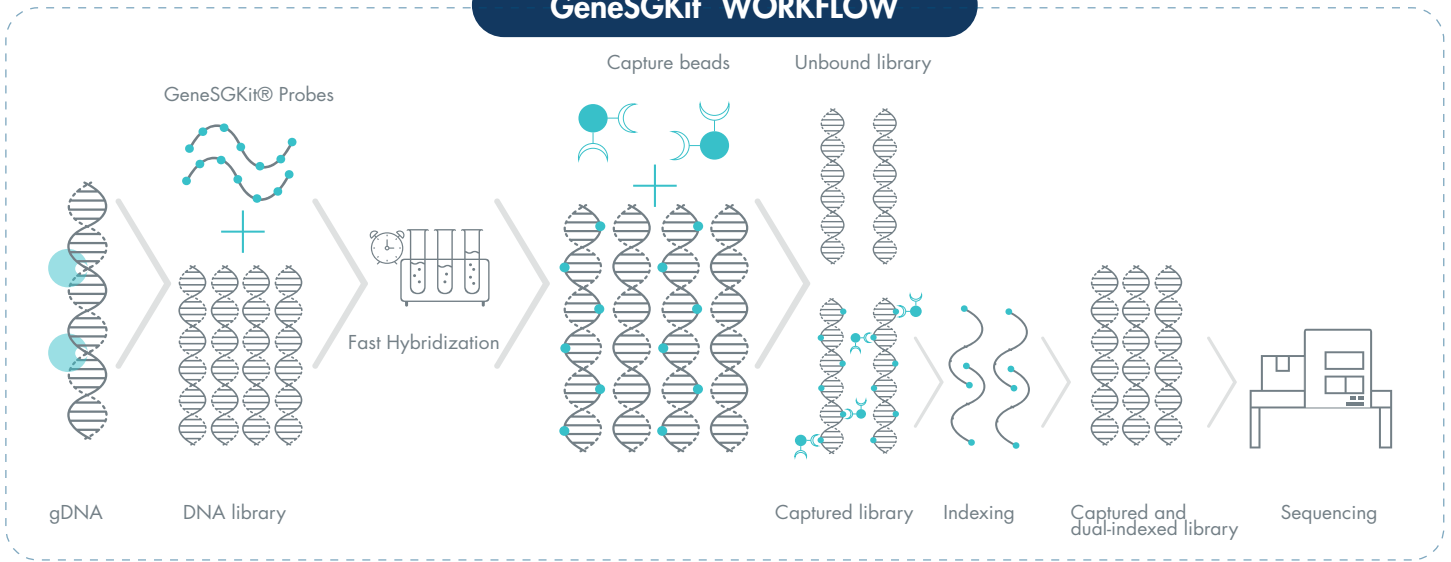 GeneSGKit WORKFLOW
GeneSGKit® Probes
Capture beads
Unbound library
Fast Hybridization
gDNA
DNA library
Captured library
Indexing
Captured and
dual-indexed library
Sequencing